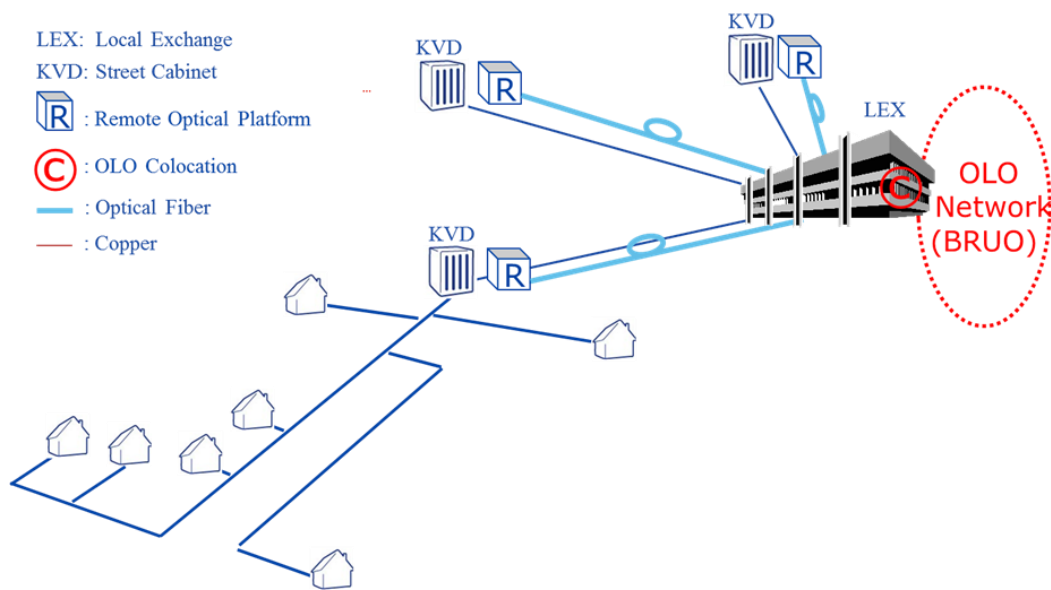 LEX: Local Exchange
KVD: Street Cabinet
R : Remote Optical Platform
C : OLO Colocation
: Optical Fiber
: Copper
...
KVD
R
KVD
R
LEX
C
OLO
Network
(BRUO)
KVD
R